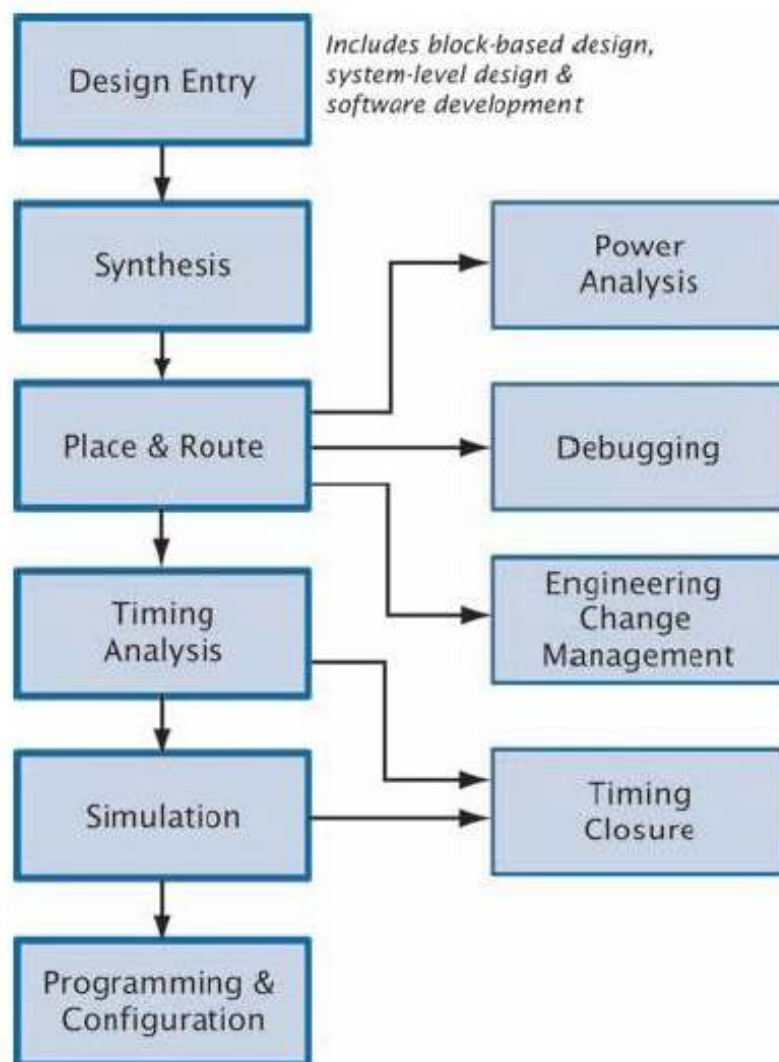 Design Entry
Includes block-based design,
system-level design &
software development
Synthesis
Power
Analysis
Place & Route
Debugging
Timing
Analysis
Engineering
Change
Management
Simulation
Timing
Closure
Programming &
Configuration